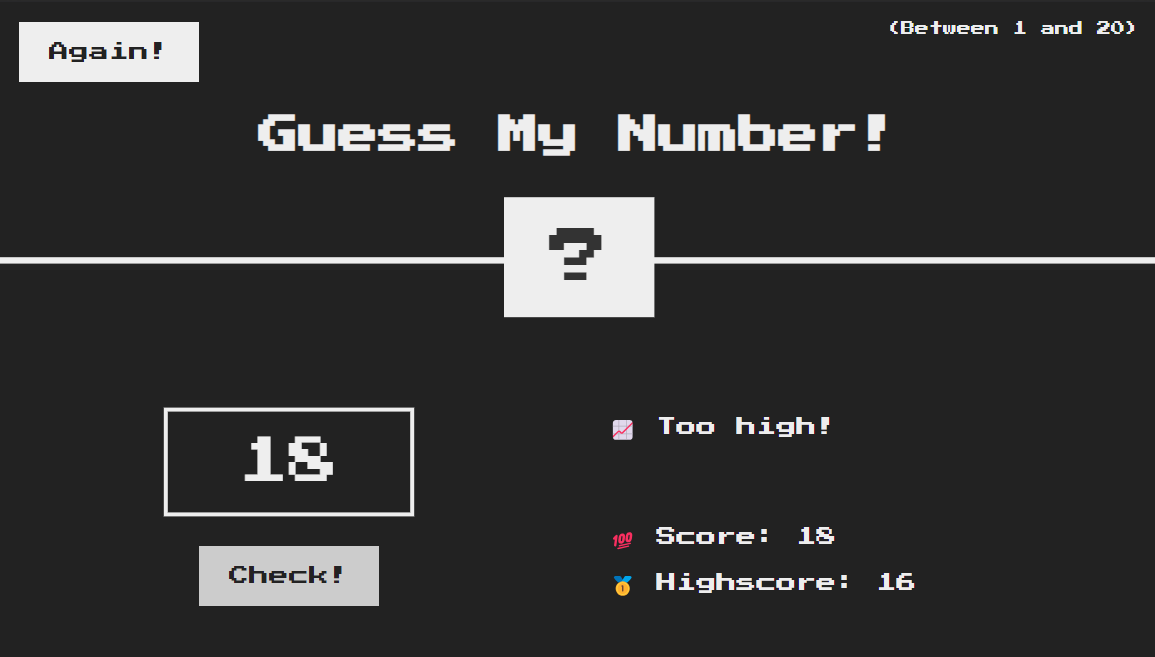 Again!
(Between 1 and 20)
Guess My Number!
?
18
Check!
📈 Too high!
💯 Score: 18
🥇 Highscore: 16